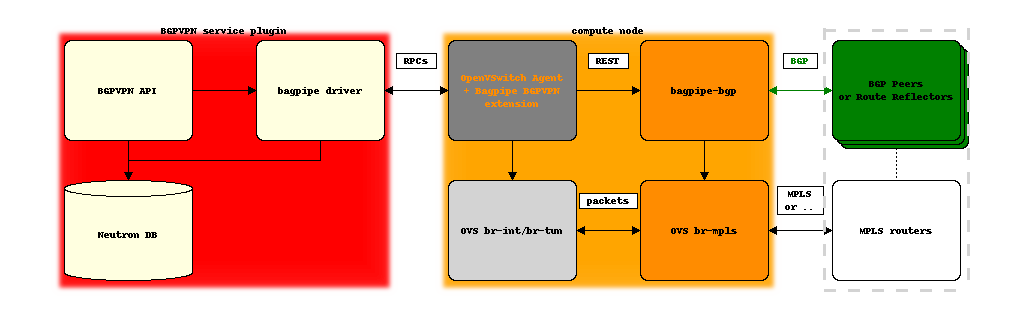 BGPVPN service plugin
compute node
BGPVPN API
bagpipe driver
RPCs
OpenVSwitch Agent
+ Bagpipe BGPVPN
extension
REST
bagpipe-bgp
BGP
BGP Peers
or Route Reflectors
Neutron DB
OVS br-int/br-tun
packets
OVS br-mpls
MPLS
or ..
MPLS routers